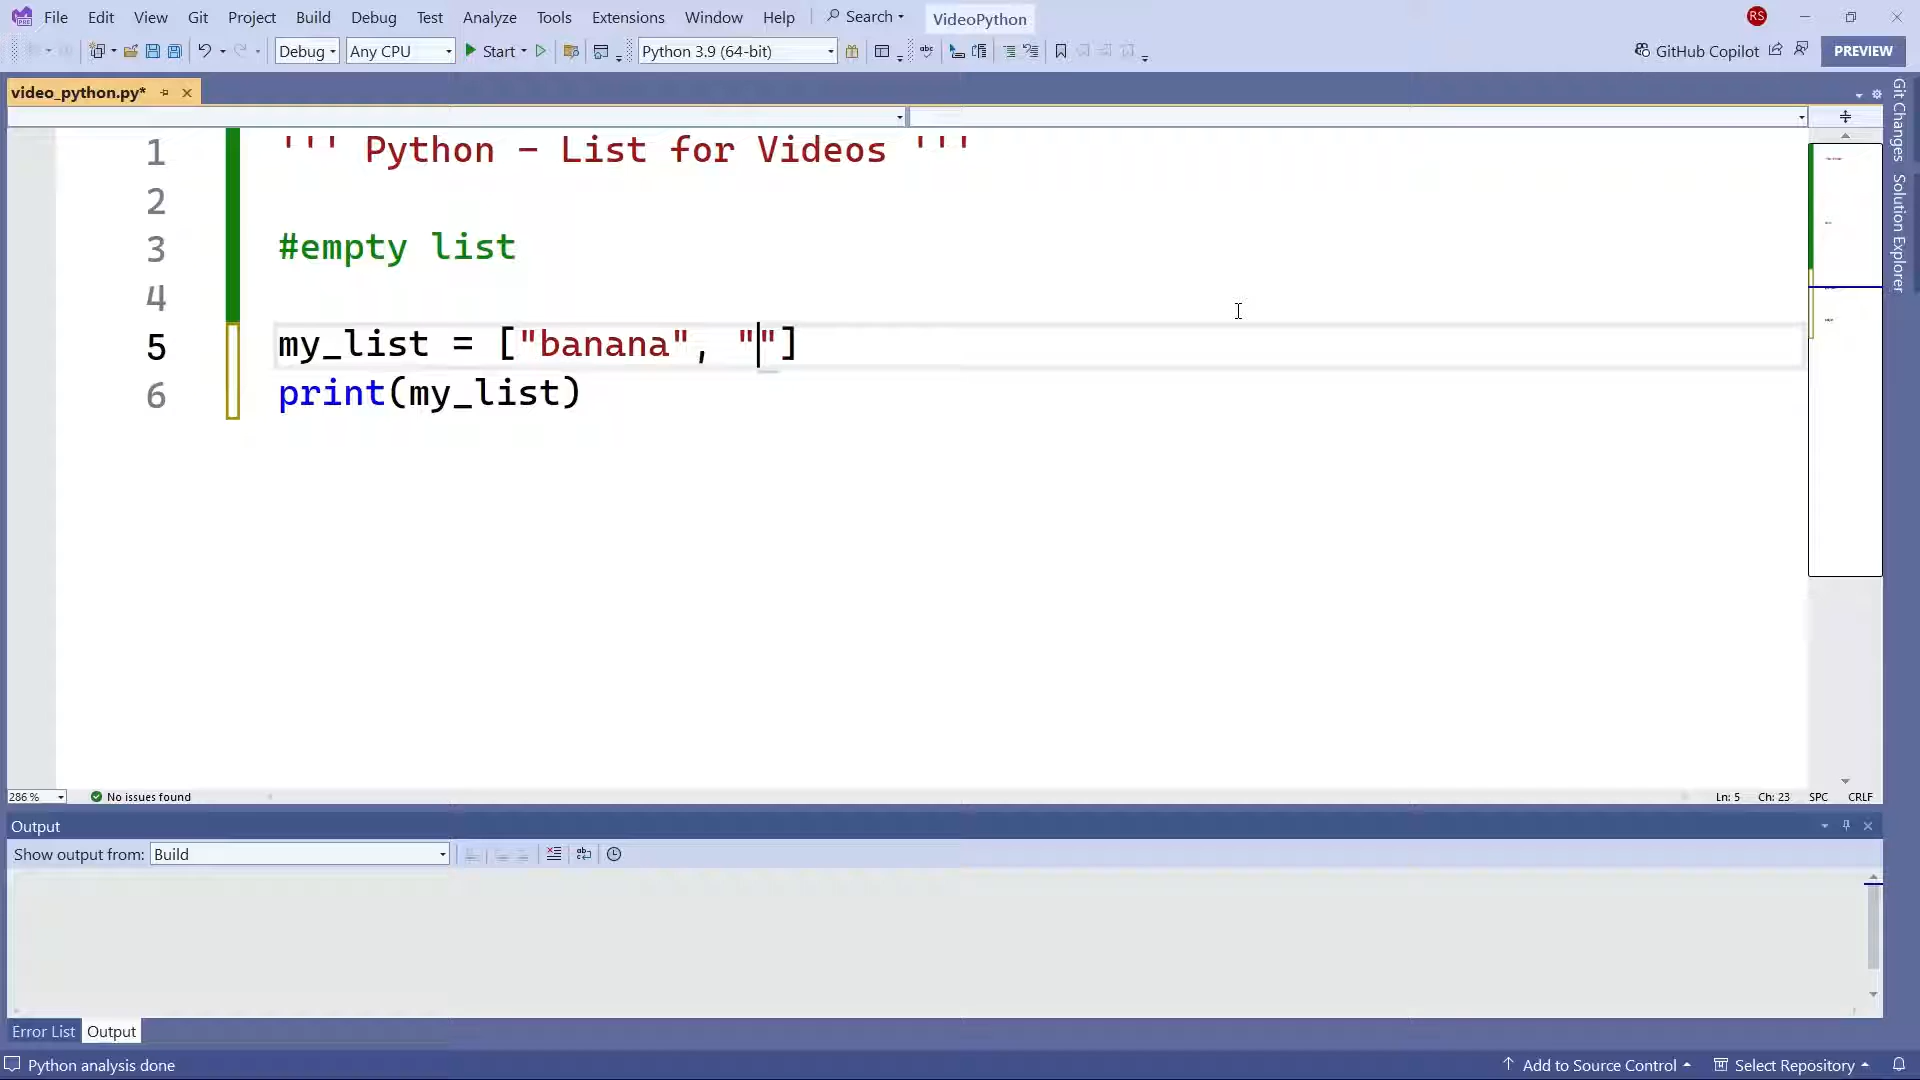 File Edit View Git Project Build Debug Test Analyze Tools Extensions Window Help Search VideoPython RS
Debug Any CPU Start Python 3.9 (64-bit) abc GitHub Copilot PREVIEW
video_python.py*
1 ''' Python - List for Videos '''
2
3 #empty list
4
5 my_list = ["banana", ""]
6 print(my_list)
Git Changes
Solution Explorer
286 % No issues found Ln: 5 Ch: 23 SPC CRLF
Output
Show output from: Build
Error List Output
Python analysis done Add to Source Control Select Repository